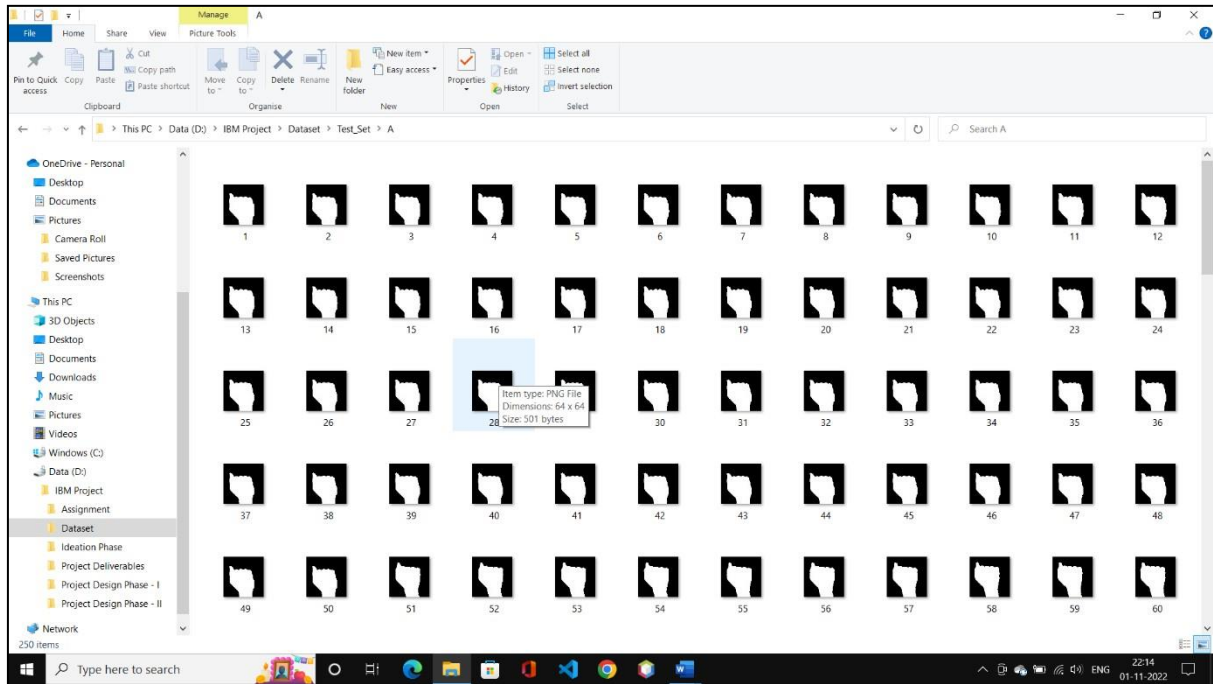 Manage A
File Home Share View Picture Tools
Pin to Quick access
Copy
Paste
Cut
Copy path
Paste shortcut
Move to
Copy to
Delete
Rename
New folder
New item
Easy access
Properties
Open
Edit
History
Select all
Select none
Invert selection
Clipboard Organise New Open Select
This PC > Data (D:) > IBM Project > Dataset > Test_Set > A
Search A
OneDrive - Personal
Desktop
Documents
Pictures
Camera Roll
Saved Pictures
Screenshots
This PC
3D Objects
Desktop
Documents
Downloads
Music
Pictures
Videos
Windows (C:)
Data (D:)
IBM Project
Assignment
Dataset
Ideation Phase
Project Deliverables
Project Design Phase - I
Project Design Phase - II
Network
1 2 3 4 5 6 7 8 9 10 11 12
13 14 15 16 17 18 19 20 21 22 23 24
25 26 27 28 30 31 32 33 34 35 36
Item type: PNG File
Dimensions: 64 x 64
Size: 501 bytes
37 38 39 40 41 42 43 44 45 46 47 48
49 50 51 52 53 54 55 56 57 58 59 60
250 items
Type here to search
ENG
22:14
01-11-2022